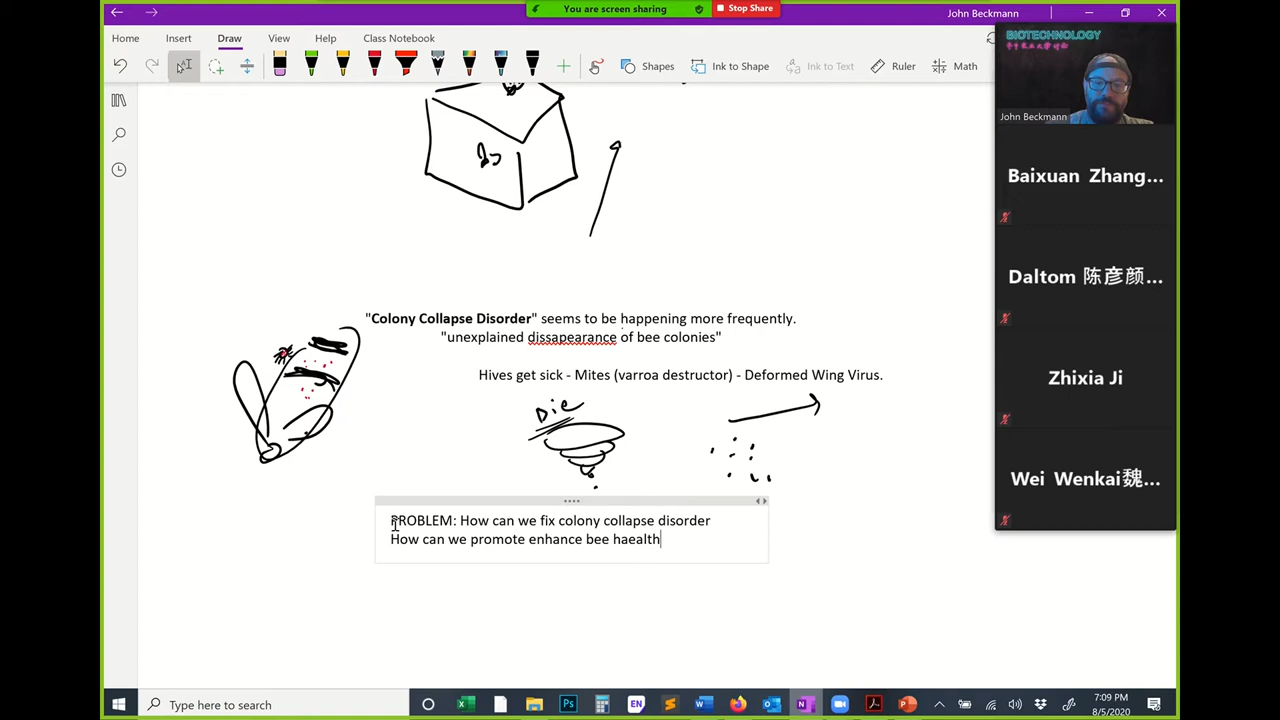 You are screen sharing
Stop Share
John Beckmann
Home
Insert
Draw
View
Help
Class Notebook
Shapes
Ink to Shape
Ink to Text
Ruler
Math
BIOTECHNOLOGY
John Beckmann
Baixuan Zhang...
Daltom 陈彦颜...
Zhixia Ji
Wei Wenkai魏...
"Colony Collapse Disorder" seems to be happening more frequently.
"unexplained dissapearance of bee colonies"
Hives get sick - Mites (varroa destructor) - Deformed Wing Virus.
Die
PROBLEM: How can we fix colony collapse disorder
How can we promote enhance bee haealth
Type here to search
EN
7:09 PM
8/5/2020